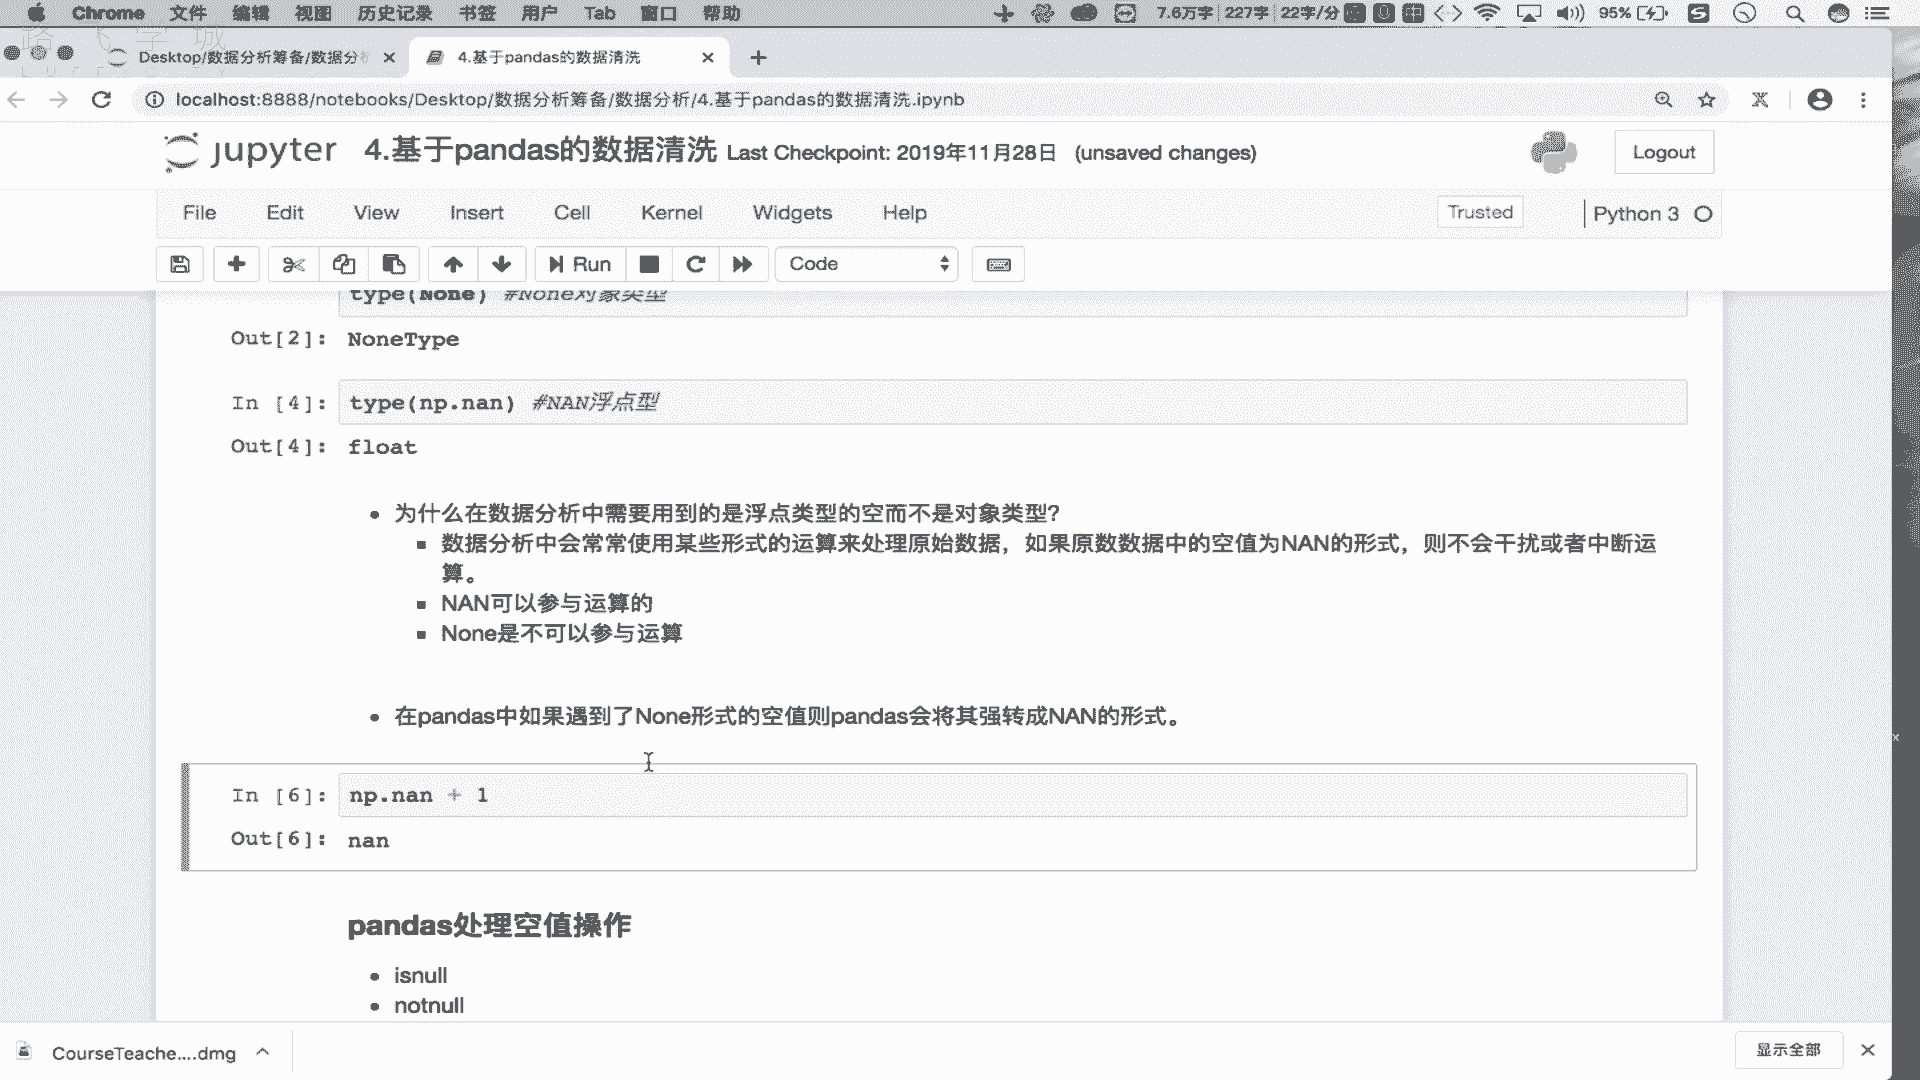 Chrome 文件 编辑 视图 历史记录 书签 用户 Tab 窗口 帮助 7.6万字 227字 22字/分 95%
路飞学城
Desktop/数据分析筹备/数据分 4.基于pandas的数据清洗
localhost:8888/notebooks/Desktop/数据分析筹备/数据分析/4.基于pandas的数据清洗.ipynb
jupyter 4.基于pandas的数据清洗 Last Checkpoint: 2019年11月28日 (unsaved changes) Logout
File Edit View Insert Cell Kernel Widgets Help Trusted Python 3
Run Code
type(None) #None对象类型
Out[2]: NoneType
In [4]: type(np.nan) #NAN浮点型
Out[4]: float
为什么在数据分析中需要用到的是浮点类型的空而不是对象类型?
数据分析中会常常使用某些形式的运算来处理原始数据，如果原数数据中的空值为NAN的形式，则不会干扰或者中断运
算。
NAN可以参与运算的
None是不可以参与运算
在pandas中如果遇到了None形式的空值则pandas会将其强转成NAN的形式。
In [6]: np.nan + 1
Out[6]: nan
pandas处理空值操作
isnull
notnull
CourseTeache....dmg 显示全部